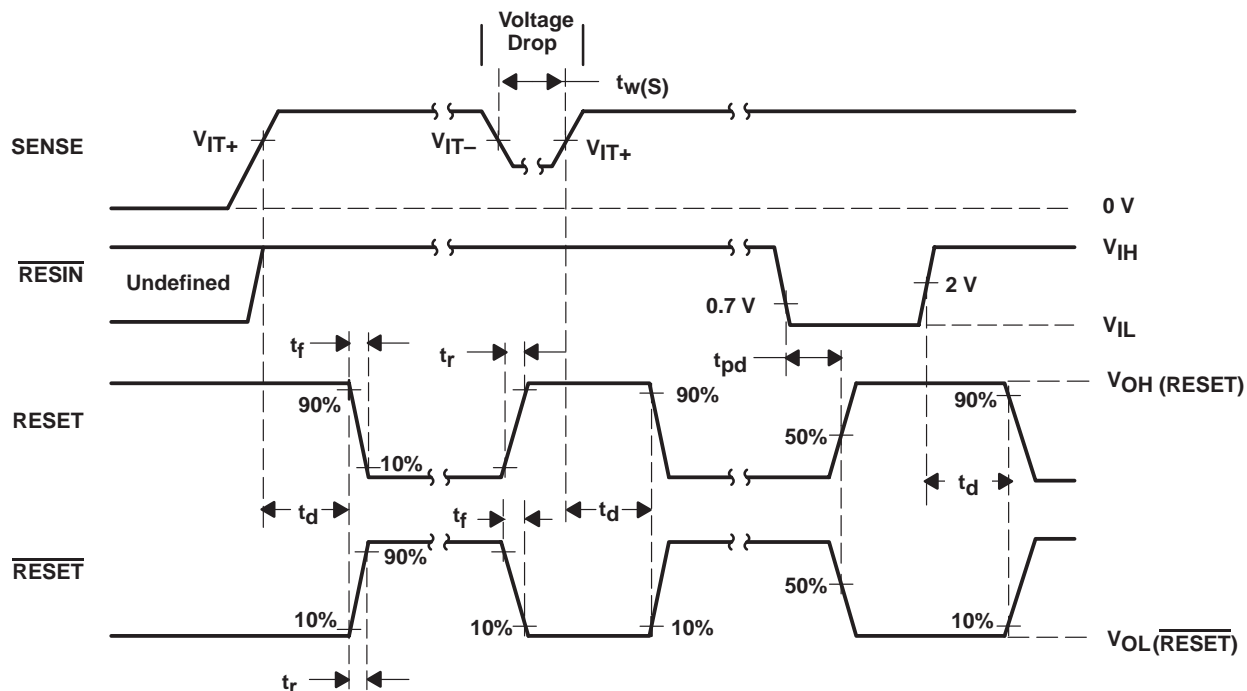 Voltage
Drop
tw(S)
SENSE
VIT+
VIT–
VIT+
0 V
RESIN
Undefined
0.7 V
2 V
VIH
VIL
tf
tr
tpd
RESET
90%
10%
90%
50%
90%
VOH (RESET)
td
tf
td
td
RESET
10%
90%
10%
10%
50%
10%
VOL(RESET)
tr